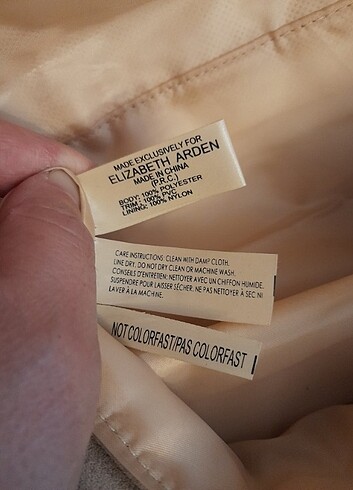 MADE EXCLUSIVELY FOR
ELIZABETH ARDEN
MADE IN CHINA
(P.R.C.)
BODY: 100% POLYESTER
TRIM: 100% PVC
LINING: 100% NYLON
CARE INSTRUCTIONS: CLEAN WITH DAMP CLOTH.
LINE DRY. DO NOT DRY CLEAN OR MACHINE WASH.
CONSEILS D'ENTRETIEN: NETTOYER AVEC UN CHIFFON HUMIDE.
SUSPENDRE POUR LAISSER SÉCHER. NE PAS NETTOYER À SEC NI
LAVER À LA MACHINE.
NOT COLORFAST/PAS COLORFAST